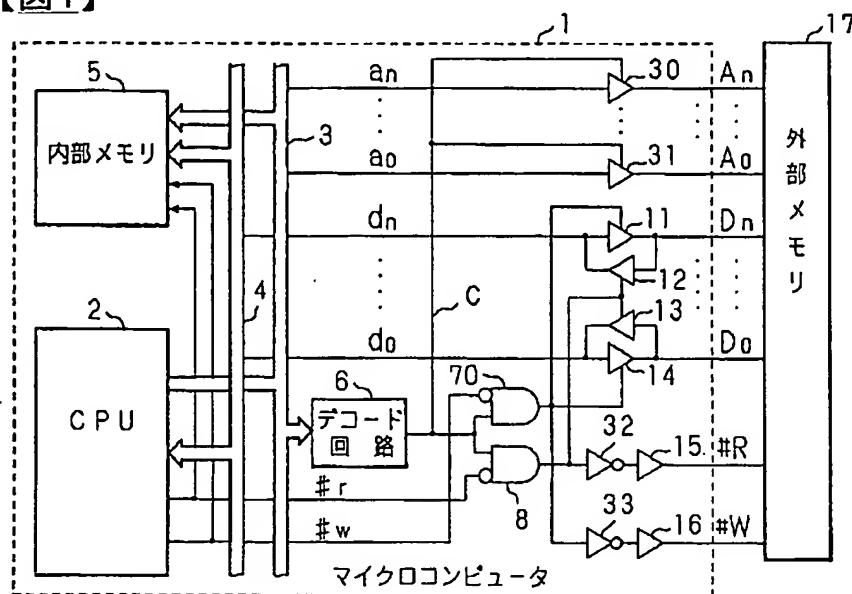 【図1】
1
17
5
内部メモリ
3
an
30
An
a0
31
A0
外部メモリ
dn
11
Dn
12
4
C
13
2
CPU
d0
14
D0
6
デコード
回路
70
8
32
15
#R
#r
#w
33
16
#W
マイクロコンピュータ